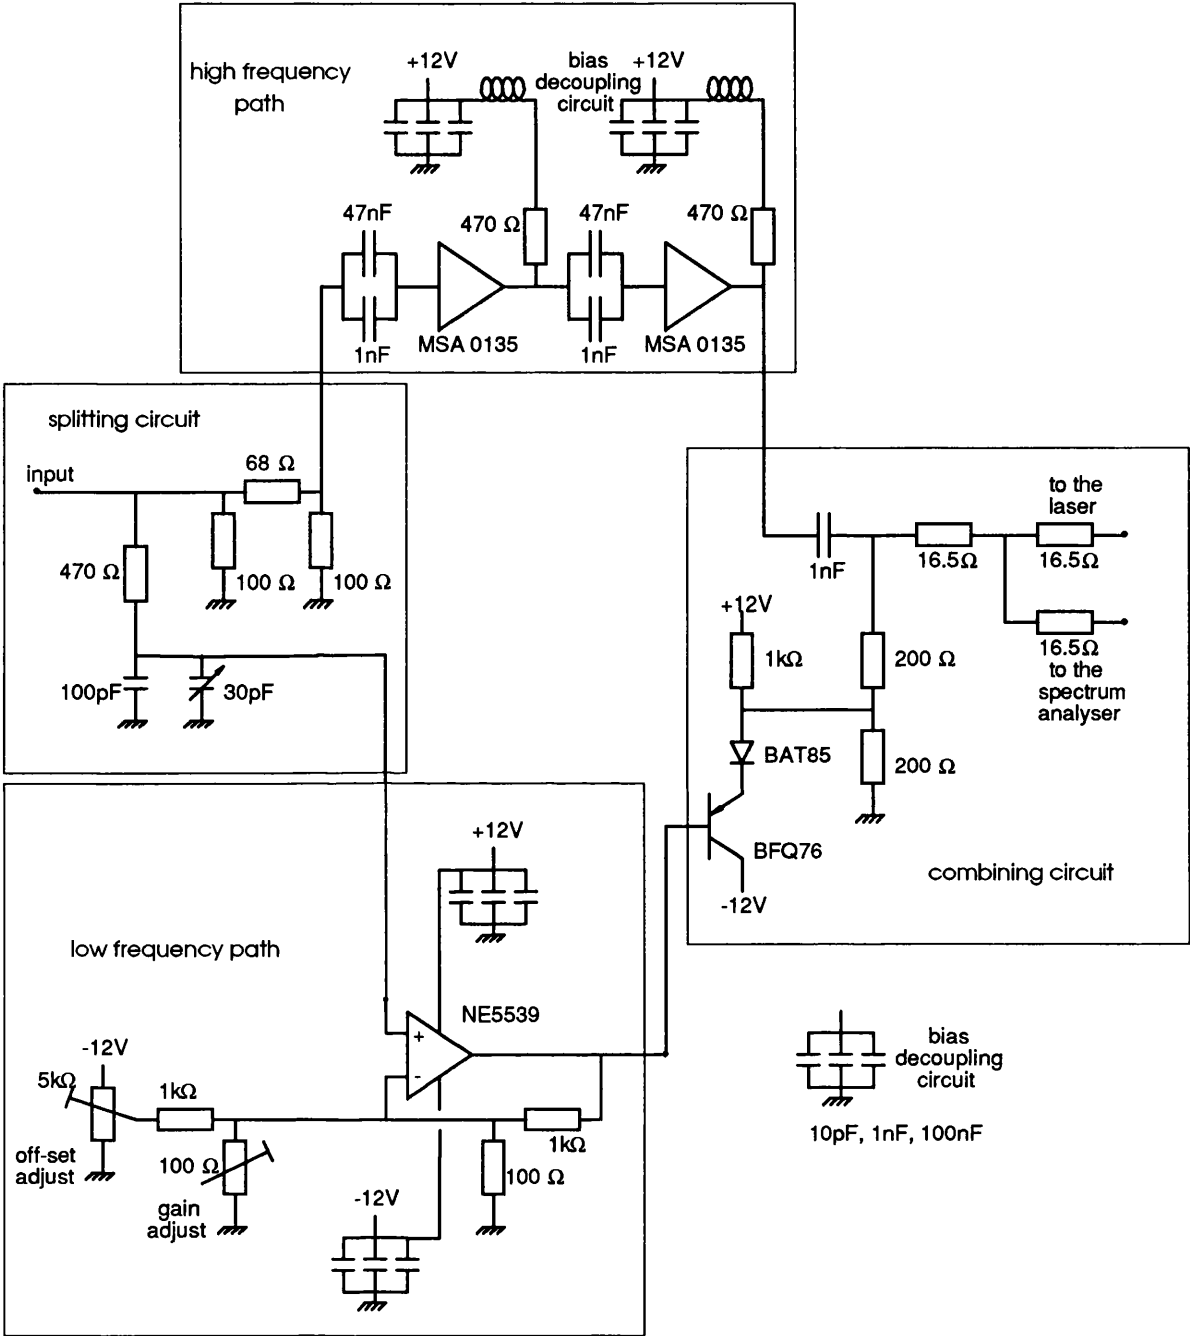 high frequency
path
+12V
bias
decoupling
circuit
+12V
47nF
470 Ω
47nF
470 Ω
1nF
MSA 0135
1nF
MSA 0135
splitting circuit
input
68 Ω
470 Ω
100 Ω
100 Ω
100pF
30pF
to the
laser
1nF
16.5Ω
16.5Ω
+12V
1kΩ
200 Ω
16.5Ω
to the
spectrum
analyser
BAT85
200 Ω
BFQ76
-12V
combining circuit
low frequency path
+12V
NE5539
+
-
-12V
5kΩ
1kΩ
off-set
adjust
100 Ω
gain
adjust
1kΩ
100 Ω
-12V
bias
decoupling
circuit
10pF, 1nF, 100nF